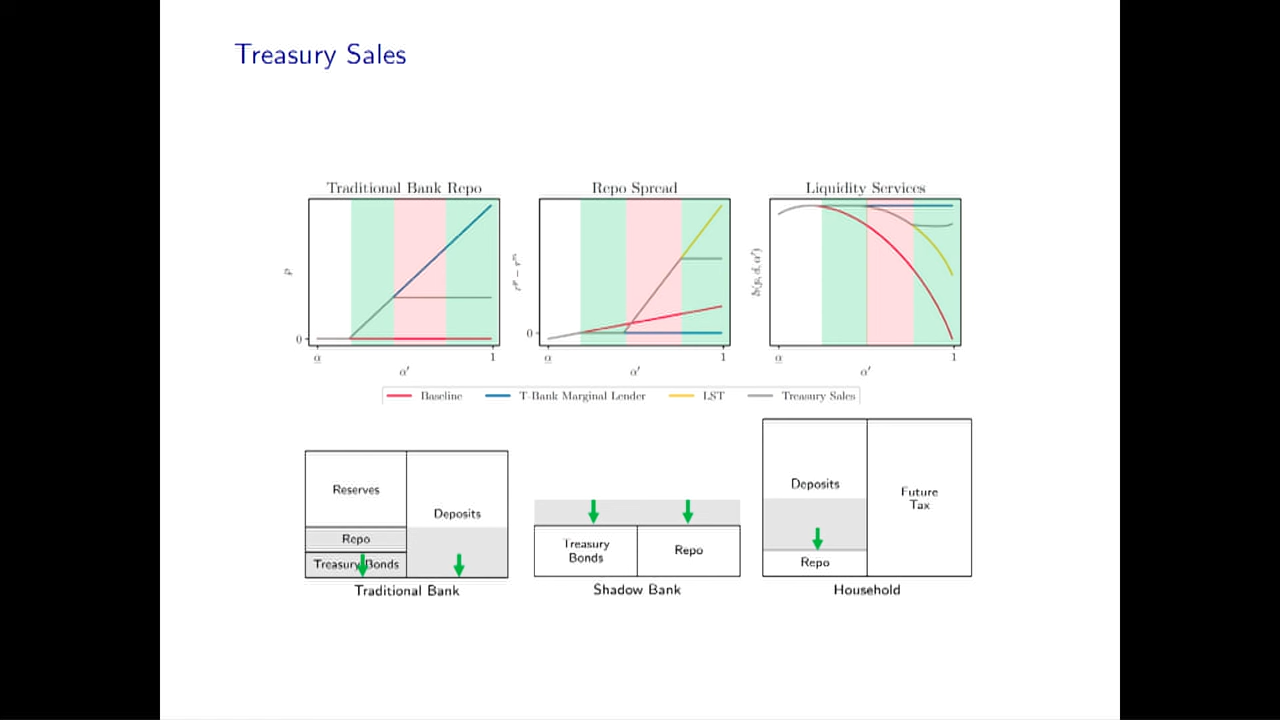 Treasury Sales
Traditional Bank Repo
Repo Spread
Liquidity Services
0
α
1
α′
0
α
1
α′
α
1
α′
Baseline
T-Bank Marginal Lender
LST
Treasury Sales
Reserves
Deposits
Repo
Treasury Bonds
Traditional Bank
Treasury
Bonds
Repo
Shadow Bank
Deposits
Future
Tax
Repo
Household